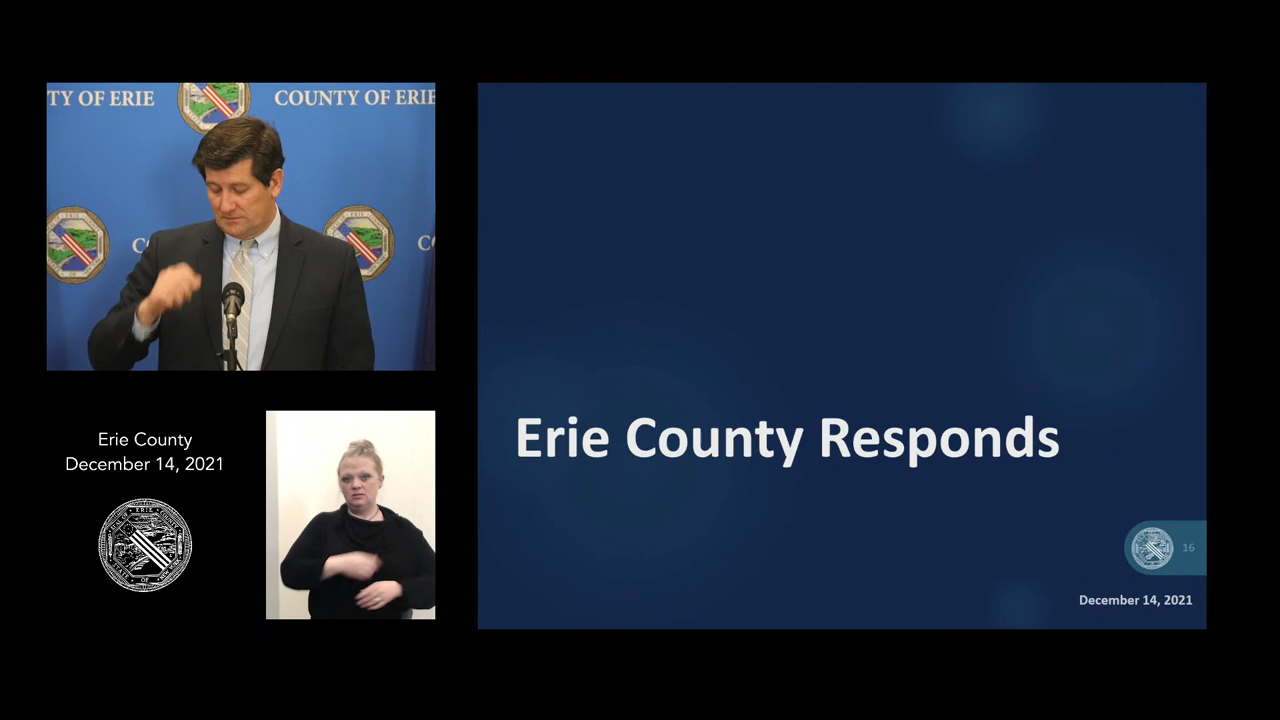 TY OF ERIE
COUNTY OF ERIE
Erie County
December 14, 2021
Erie County Responds
16
December 14, 2021